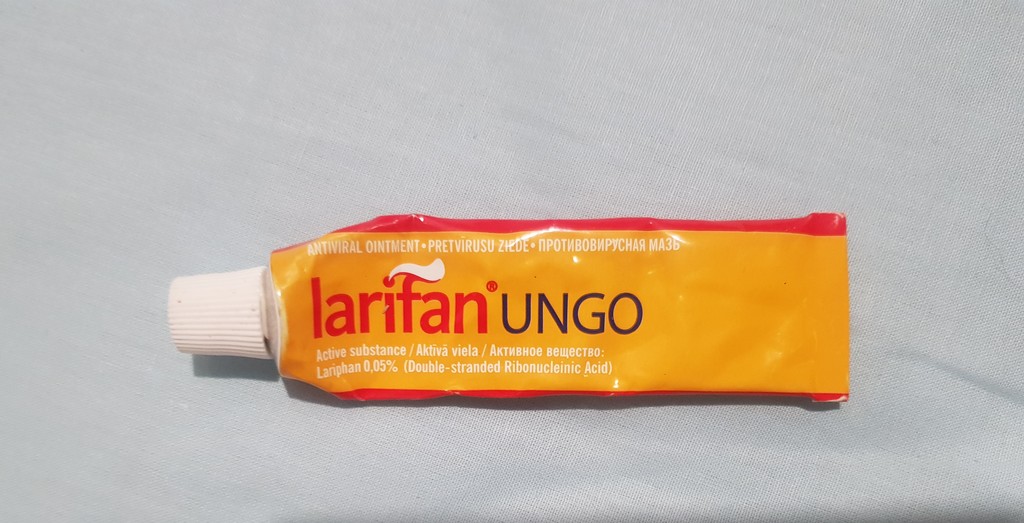 ANTIVIRAL OINTMENT • PRETVĪRUSU ZIEDE • ПРОТИВОВИРУСНАЯ МАЗЬ
larifan® UNGO
Active substance / Aktīvā viela / Активное вещество:
Lariphan 0,05% (Double-stranded Ribonucleinic Acid)